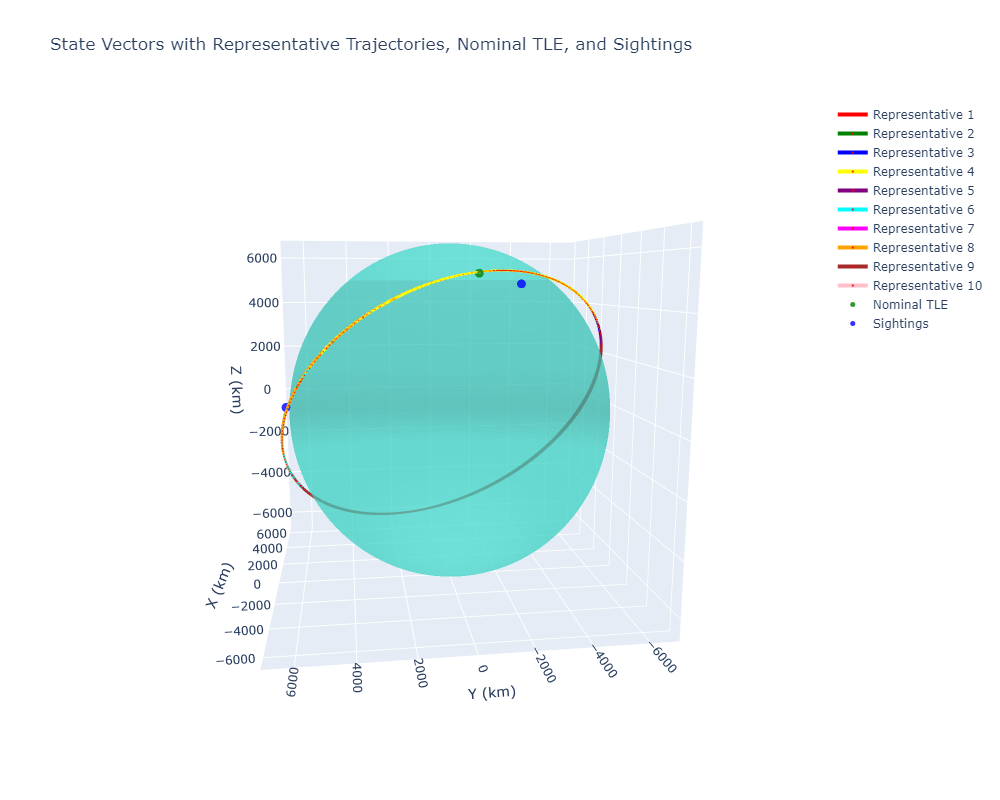 State Vectors with Representative Trajectories, Nominal TLE, and Sightings
Representative 1
Representative 2
Representative 3
Representative 4
Representative 5
Representative 6
Representative 7
Representative 8
Representative 9
Representative 10
Nominal TLE
Sightings
6000
4000
2000
0
−2000
−4000
−6000
Z (km)
6000
4000
2000
0
−2000
−4000
−6000
X (km)
6000
4000
2000
0
−2000
−4000
−6000
Y (km)